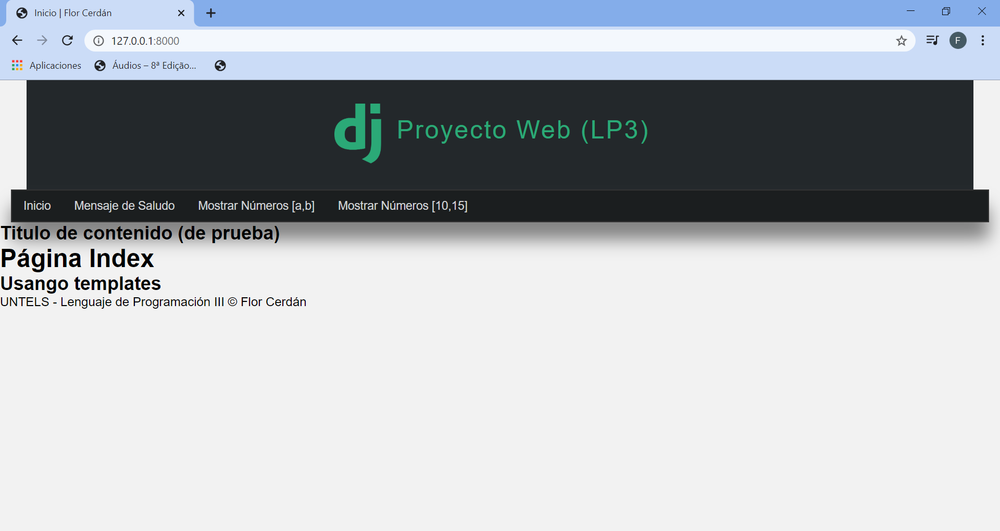 Inicio | Flor Cerdán
127.0.0.1:8000
F
Aplicaciones
Áudios – 8ª Edição...
dj Proyecto Web (LP3)
Inicio Mensaje de Saludo Mostrar Números [a,b] Mostrar Números [10,15]
Titulo de contenido (de prueba)
Página Index
Usango templates
UNTELS - Lenguaje de Programación III © Flor Cerdán